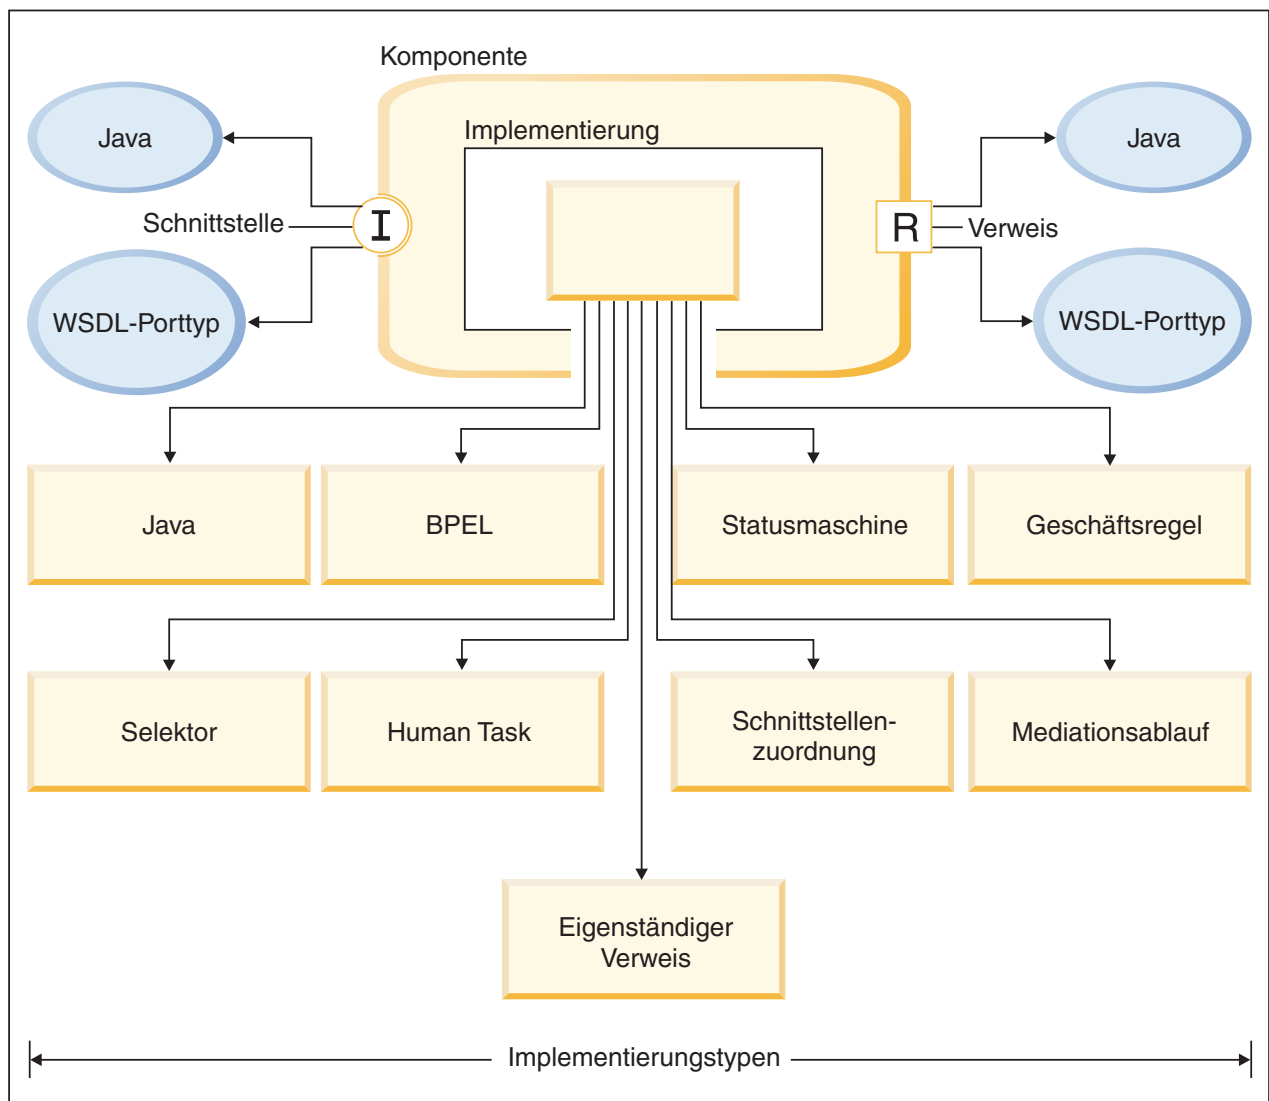 Komponente
Java
Implementierung
Java
Schnittstelle
I
R
Verweis
WSDL-Porttyp
WSDL-Porttyp
Java
BPEL
Statusmaschine
Geschäftsregel
Selektor
Human Task
Schnittstellen-
zuordnung
Mediationsablauf
Eigenständiger
Verweis
Implementierungstypen